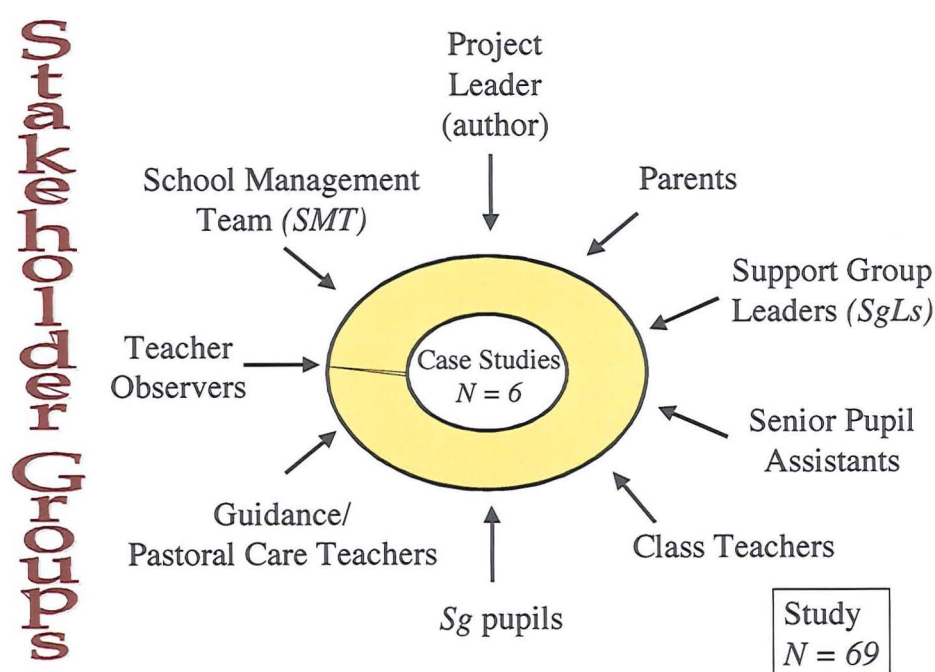 Stakeholder Groups
Project
Leader
(author)
School Management
Team (SMT)
Parents
Support Group
Leaders (SgLs)
Teacher
Observers
Case Studies
N = 6
Senior Pupil
Assistants
Guidance/
Pastoral Care Teachers
Class Teachers
Sg pupils
Study
N = 69